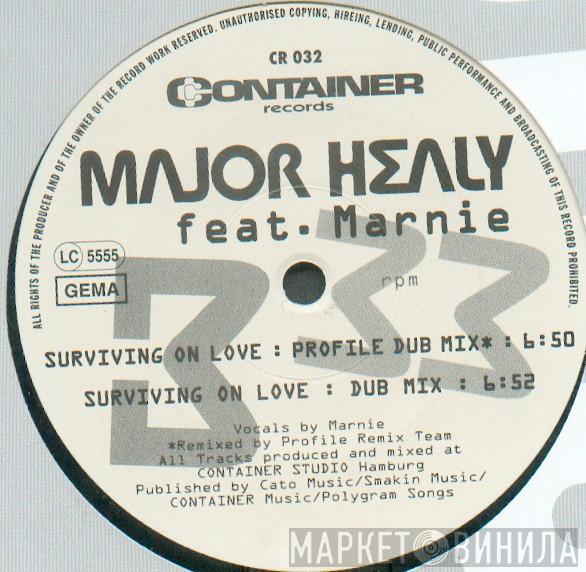 ALL RIGHTS OF THE PRODUCER AND OF THE OWNER OF THE RECORD WORK RESERVED. UNAUTHORISED COPYING, HIREING, LENDING, PUBLIC PERFORMANCE AND BROADCASTING OF THIS RECORD PROHIBITED.
CR 032
CONTAINER
records
MAJOR HEALY
feat. Marnie
LC 5555
GEMA
B 33
rpm
SURVIVING ON LOVE : PROFILE DUB MIX* : 6:50
SURVIVING ON LOVE : DUB MIX : 6:52
Vocals by Marnie
*Remixed by Profile Remix Team
All Tracks produced and mixed at
CONTAINER STUDIO Hamburg
Published by Cato Music/Smakin Music/
CONTAINER Music/Polygram Songs
МАРКЕТ ВИНИЛА